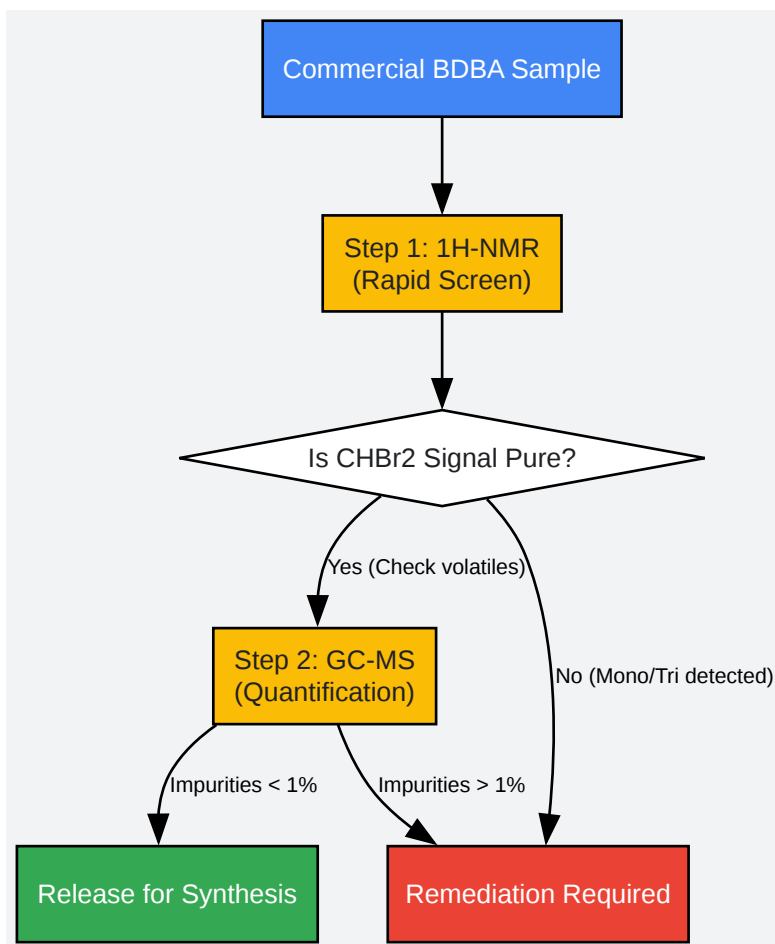 Commercial BDBA Sample
Step 1: 1H-NMR
(Rapid Screen)
Is CHBr2 Signal Pure?
Yes (Check volatiles)
Step 2: GC-MS
(Quantification)
No (Mono/Tri detected)
Impurities < 1%
Impurities > 1%
Release for Synthesis
Remediation Required